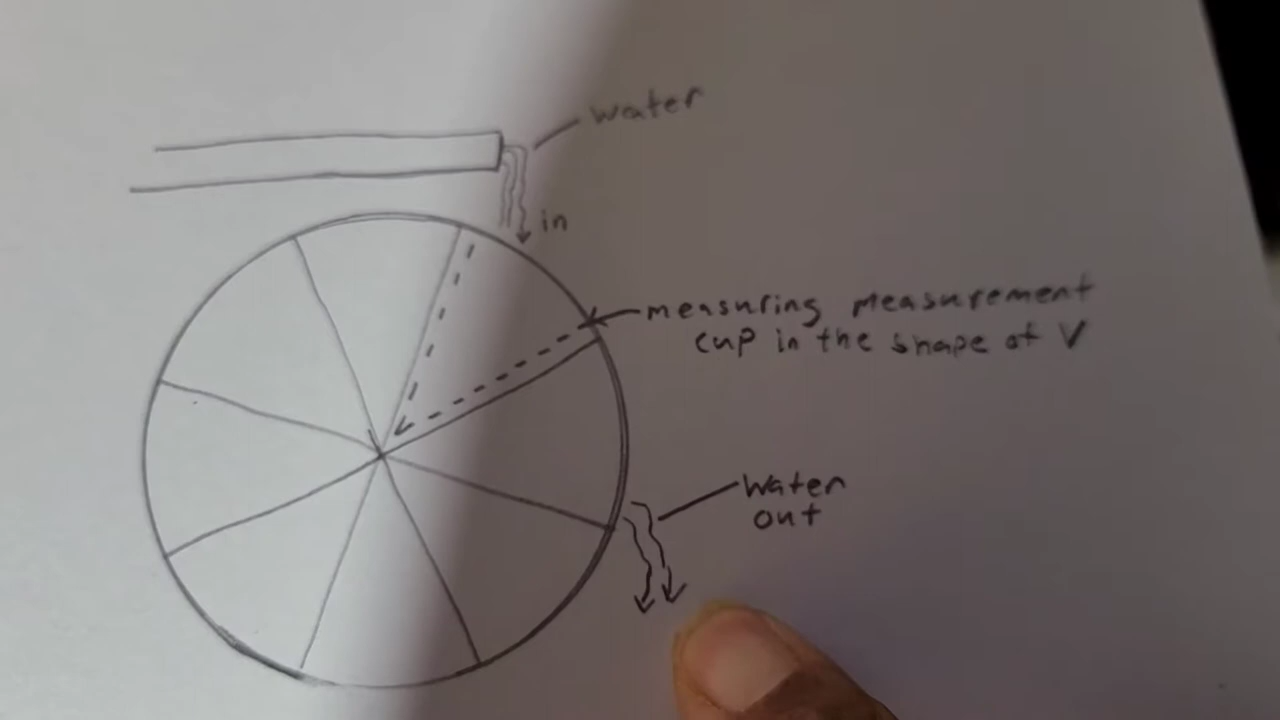 water
in
measuring measurement
cup in the shape of V
water
out